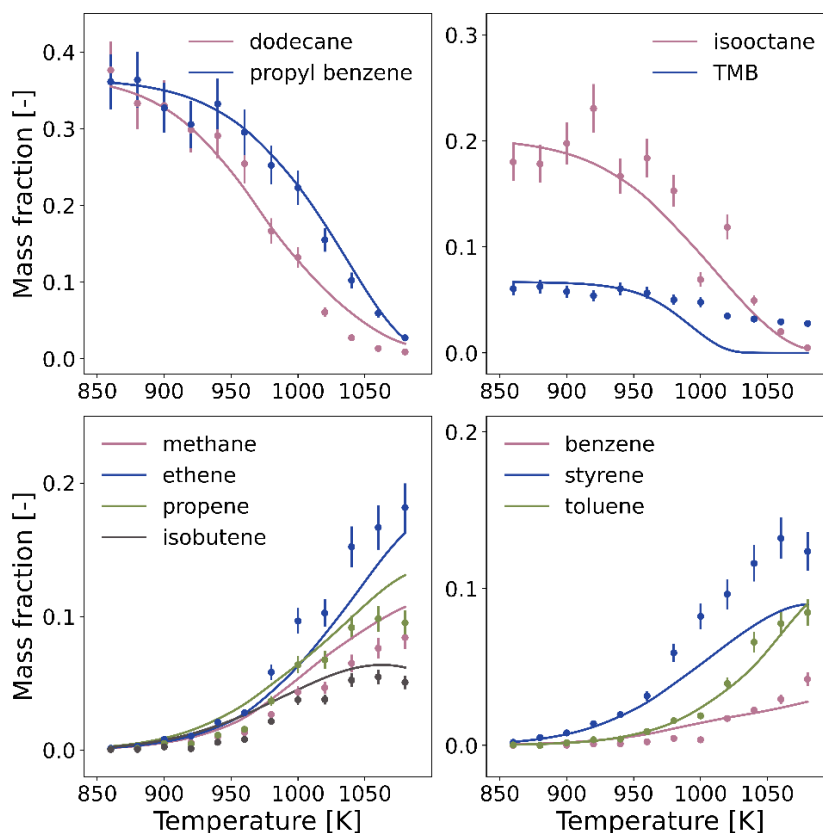 dodecane
propyl benzene
Mass fraction [-]
0.4
0.3
0.2
0.1
0.0
850 900 950 1000 1050
isooctane
TMB
0.3
0.2
0.1
0.0
850 900 950 1000 1050
methane
ethene
propene
isobutene
Mass fraction [-]
0.2
0.1
0.0
850 900 950 1000 1050
Temperature [K]
benzene
styrene
toluene
0.2
0.1
0.0
850 900 950 1000 1050
Temperature [K]